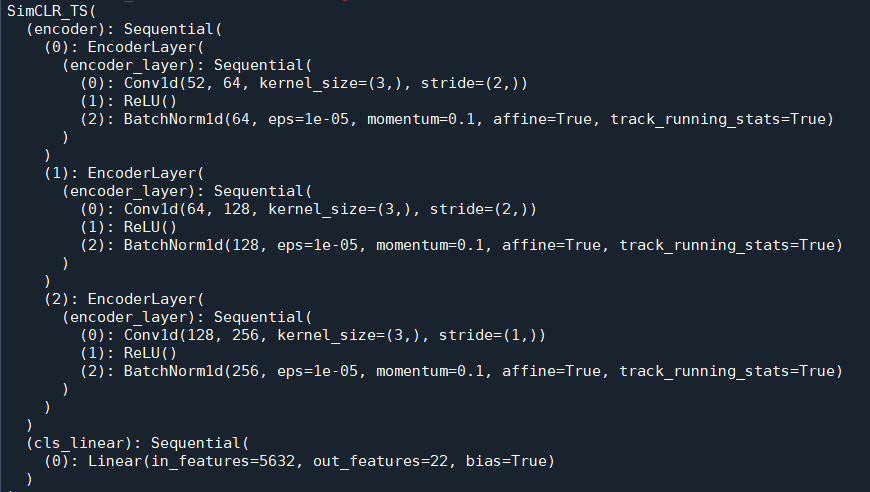 SimCLR_TS(
  (encoder): Sequential(
    (0): EncoderLayer(
      (encoder_layer): Sequential(
        (0): Conv1d(52, 64, kernel_size=(3,), stride=(2,))
        (1): ReLU()
        (2): BatchNorm1d(64, eps=1e-05, momentum=0.1, affine=True, track_running_stats=True)
      )
    )
    (1): EncoderLayer(
      (encoder_layer): Sequential(
        (0): Conv1d(64, 128, kernel_size=(3,), stride=(2,))
        (1): ReLU()
        (2): BatchNorm1d(128, eps=1e-05, momentum=0.1, affine=True, track_running_stats=True)
      )
    )
    (2): EncoderLayer(
      (encoder_layer): Sequential(
        (0): Conv1d(128, 256, kernel_size=(3,), stride=(1,))
        (1): ReLU()
        (2): BatchNorm1d(256, eps=1e-05, momentum=0.1, affine=True, track_running_stats=True)
      )
    )
  )
  (cls_linear): Sequential(
    (0): Linear(in_features=5632, out_features=22, bias=True)
  )